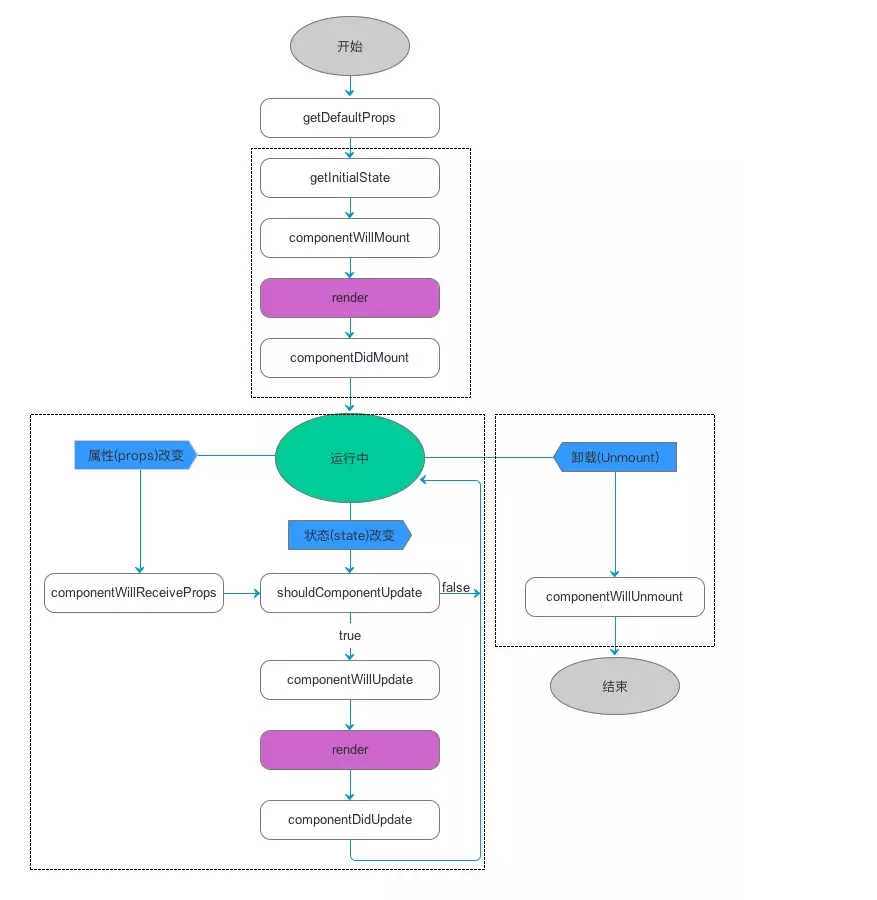 开始
getDefaultProps
getInitialState
componentWillMount
render
componentDidMount
属性(props)改变
运行中
卸载(Unmount)
状态(state)改变
componentWillReceiveProps
shouldComponentUpdate
false
componentWillUnmount
true
componentWillUpdate
结束
render
componentDidUpdate